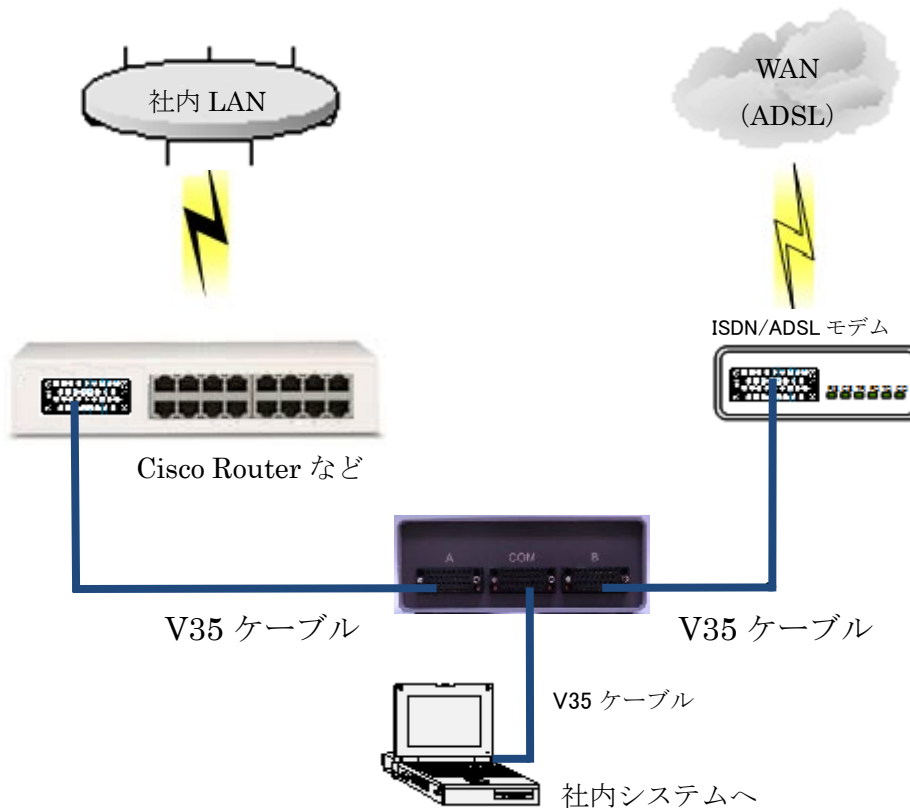 社内 LAN
WAN
(ADSL)
ISDN/ADSL モデム
Cisco Router など
A
COM
B
V35 ケーブル
V35 ケーブル
V35 ケーブル
社内システムへ